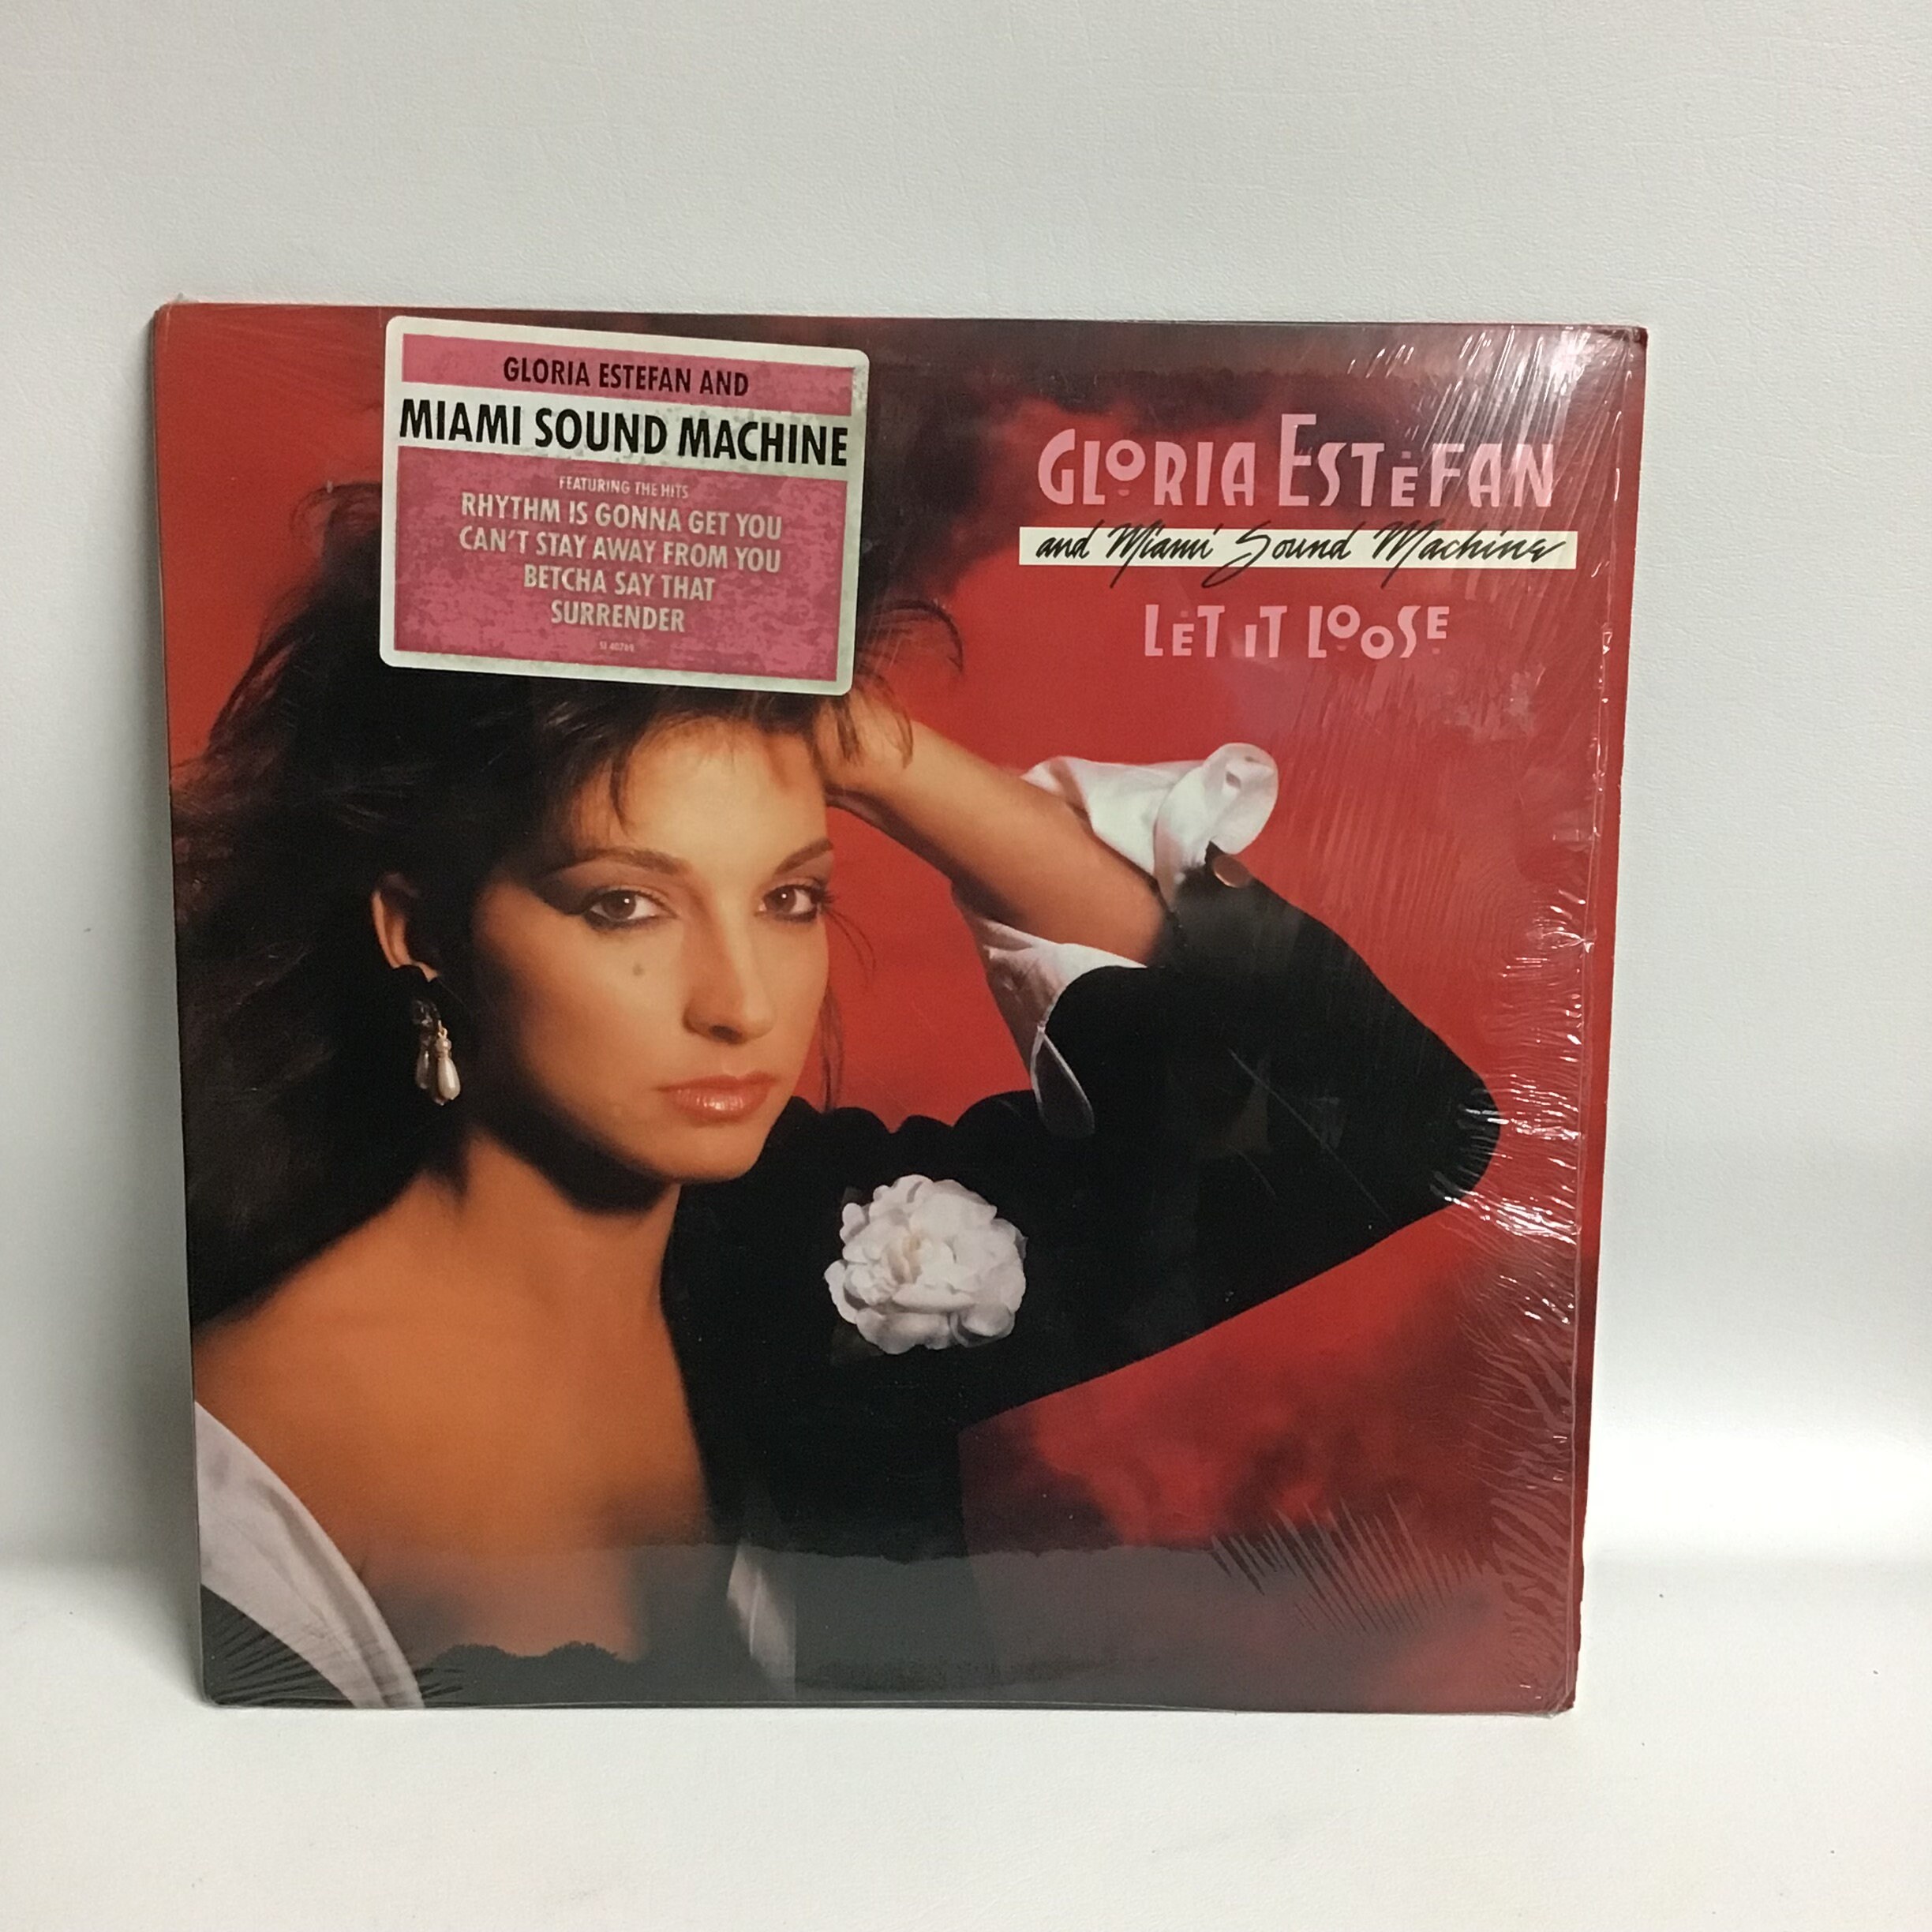 GLORIA ESTEFAN AND
MIAMI SOUND MACHINE
FEATURING THE HITS
RHYTHM IS GONNA GET YOU
CAN'T STAY AWAY FROM YOU
BETCHA SAY THAT
SURRENDER
GLORIA ESTEFAN
and Miami Sound Machine
LET IT LOOSE